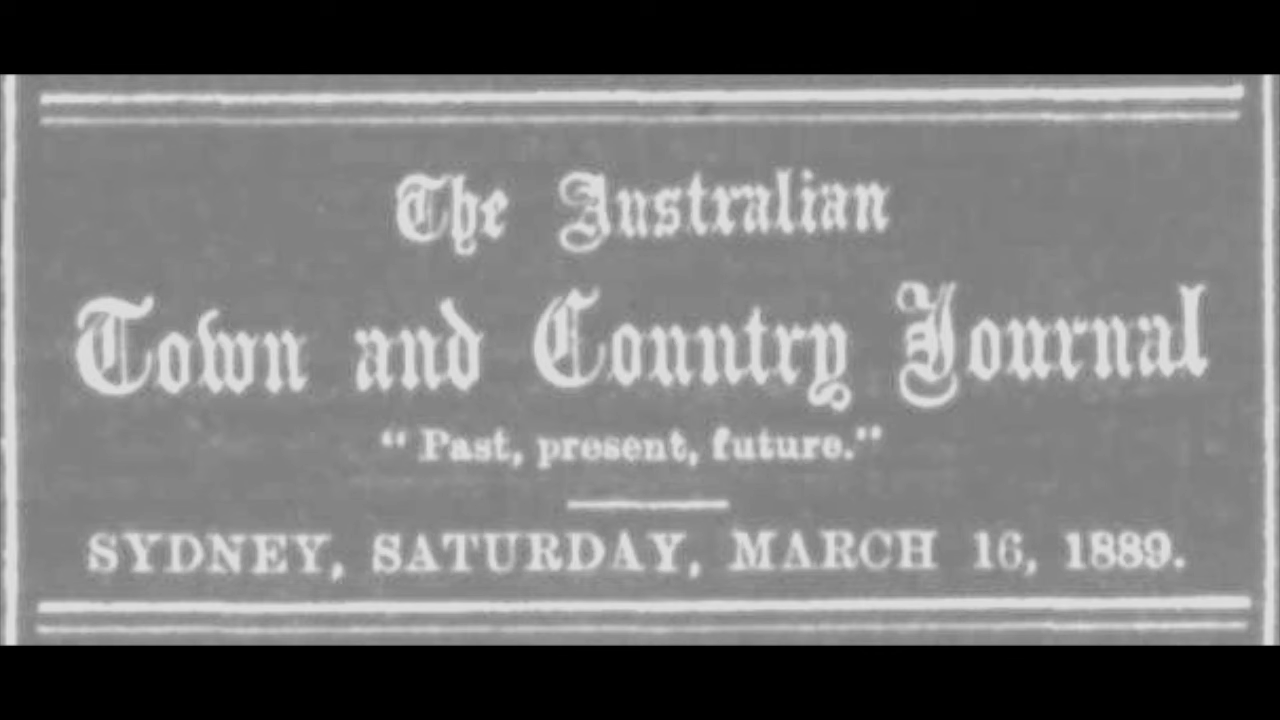 The Australian
Town and Country Journal
"Past, present, future."
SYDNEY, SATURDAY, MARCH 16, 1889.